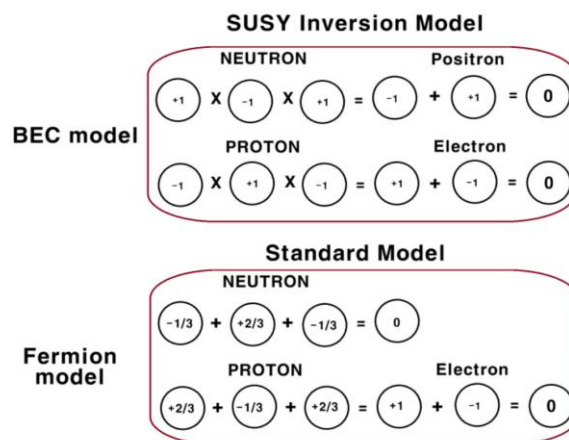 SUSY Inversion Model
NEUTRON Positron
+1 X -1 X +1 = -1 + +1 = 0
BEC model
PROTON Electron
-1 X +1 X -1 = +1 + -1 = 0
Standard Model
NEUTRON
-1/3 + +2/3 + -1/3 = 0
Fermion
model
PROTON Electron
+2/3 + -1/3 + +2/3 = +1 + -1 = 0